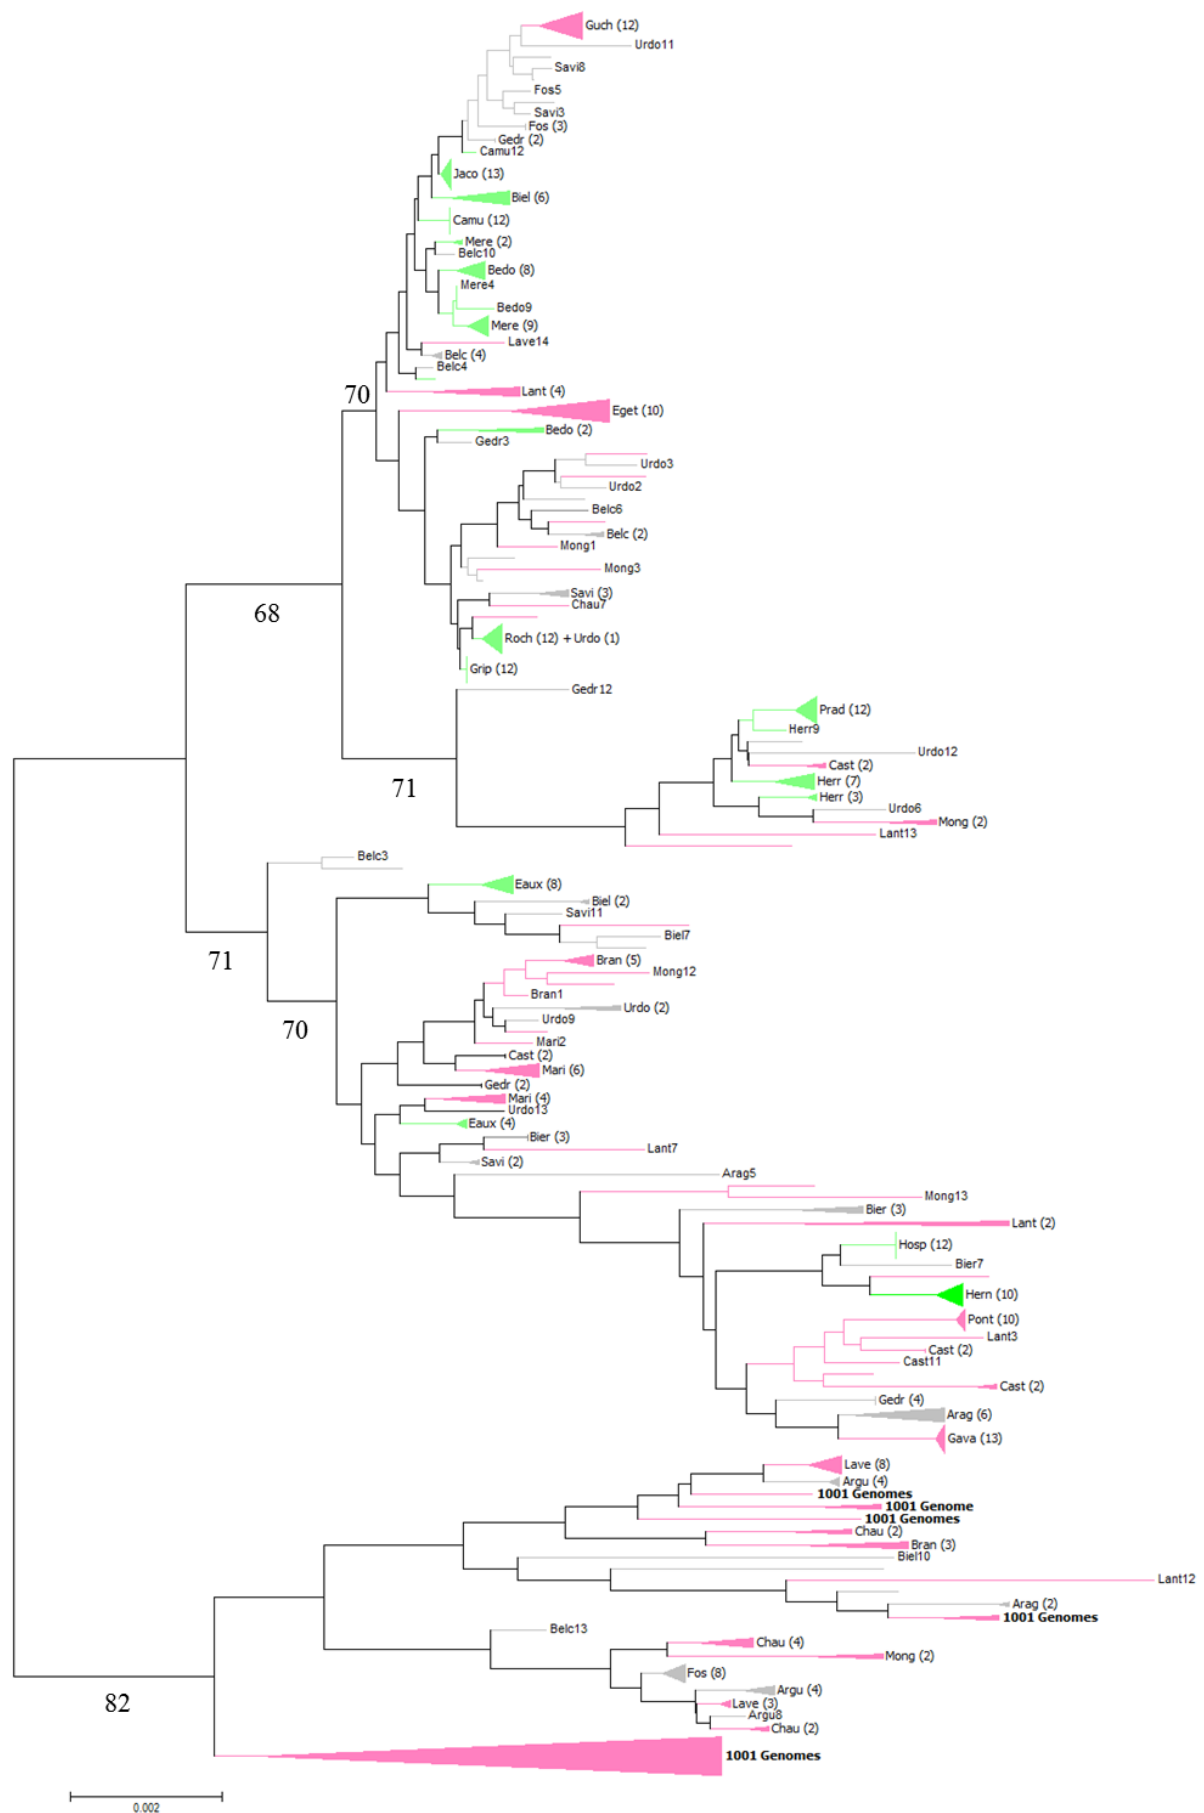 Guch (12)
Urdo11
Savi8
Fos5
Savi3
Fos (3)
Gedr (2)
Camu12
Jaco (13)
Biel (6)
Camu (12)
Mere (2)
Belc10
Bedo (8)
Mere4
Bedo9
Mere (9)
Lave14
Belc (4)
Belc4
70
Lant (4)
Eget (10)
Bedo (2)
Gedr3
Urdo3
Urdo2
Belc6
Belc (2)
Mong1
Mong3
Savi (3)
Chau7
68
Roch (12) + Urdo (1)
Grip (12)
Gedr12
Prad (12)
Herr9
Urdo12
Cast (2)
Herr (7)
71
Herr (3)
Urdo6
Mong (2)
Lant13
Belc3
Eaux (8)
Biel (2)
Savi11
Biel7
71
Bran (5)
Mong12
Bran1
Urdo (2)
Urdo9
70
Mari2
Cast (2)
Mari (6)
Gedr (2)
Mari (4)
Urdo13
Eaux (4)
Bier (3)
Lant7
Savi (2)
Arag5
Mong13
Bier (3)
Lant (2)
Hosp (12)
Bier7
Hern (10)
Pont (10)
Lant3
Cast (2)
Cast11
Cast (2)
Gedr (4)
Arag (6)
Gava (13)
Lave (8)
Argu (4)
1001 Genomes
1001 Genome
1001 Genomes
Chau (2)
Bran (3)
Biel10
Lant12
Arag (2)
1001 Genomes
Belc13
Chau (4)
Mong (2)
Fos (8)
Argu (4)
82
Lave (3)
Argu8
Chau (2)
1001 Genomes
0.002